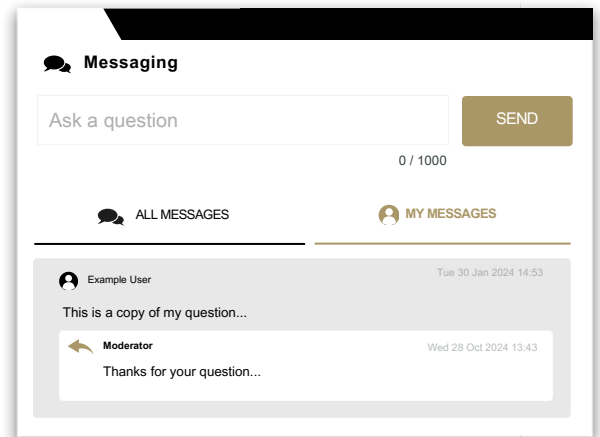 Messaging
Ask a question
SEND
0 / 1000
ALL MESSAGES
MY MESSAGES
Example User
Tue 30 Jan 2024 14:53
This is a copy of my question...
Moderator
Wed 28 Oct 2024 13:43
Thanks for your question...